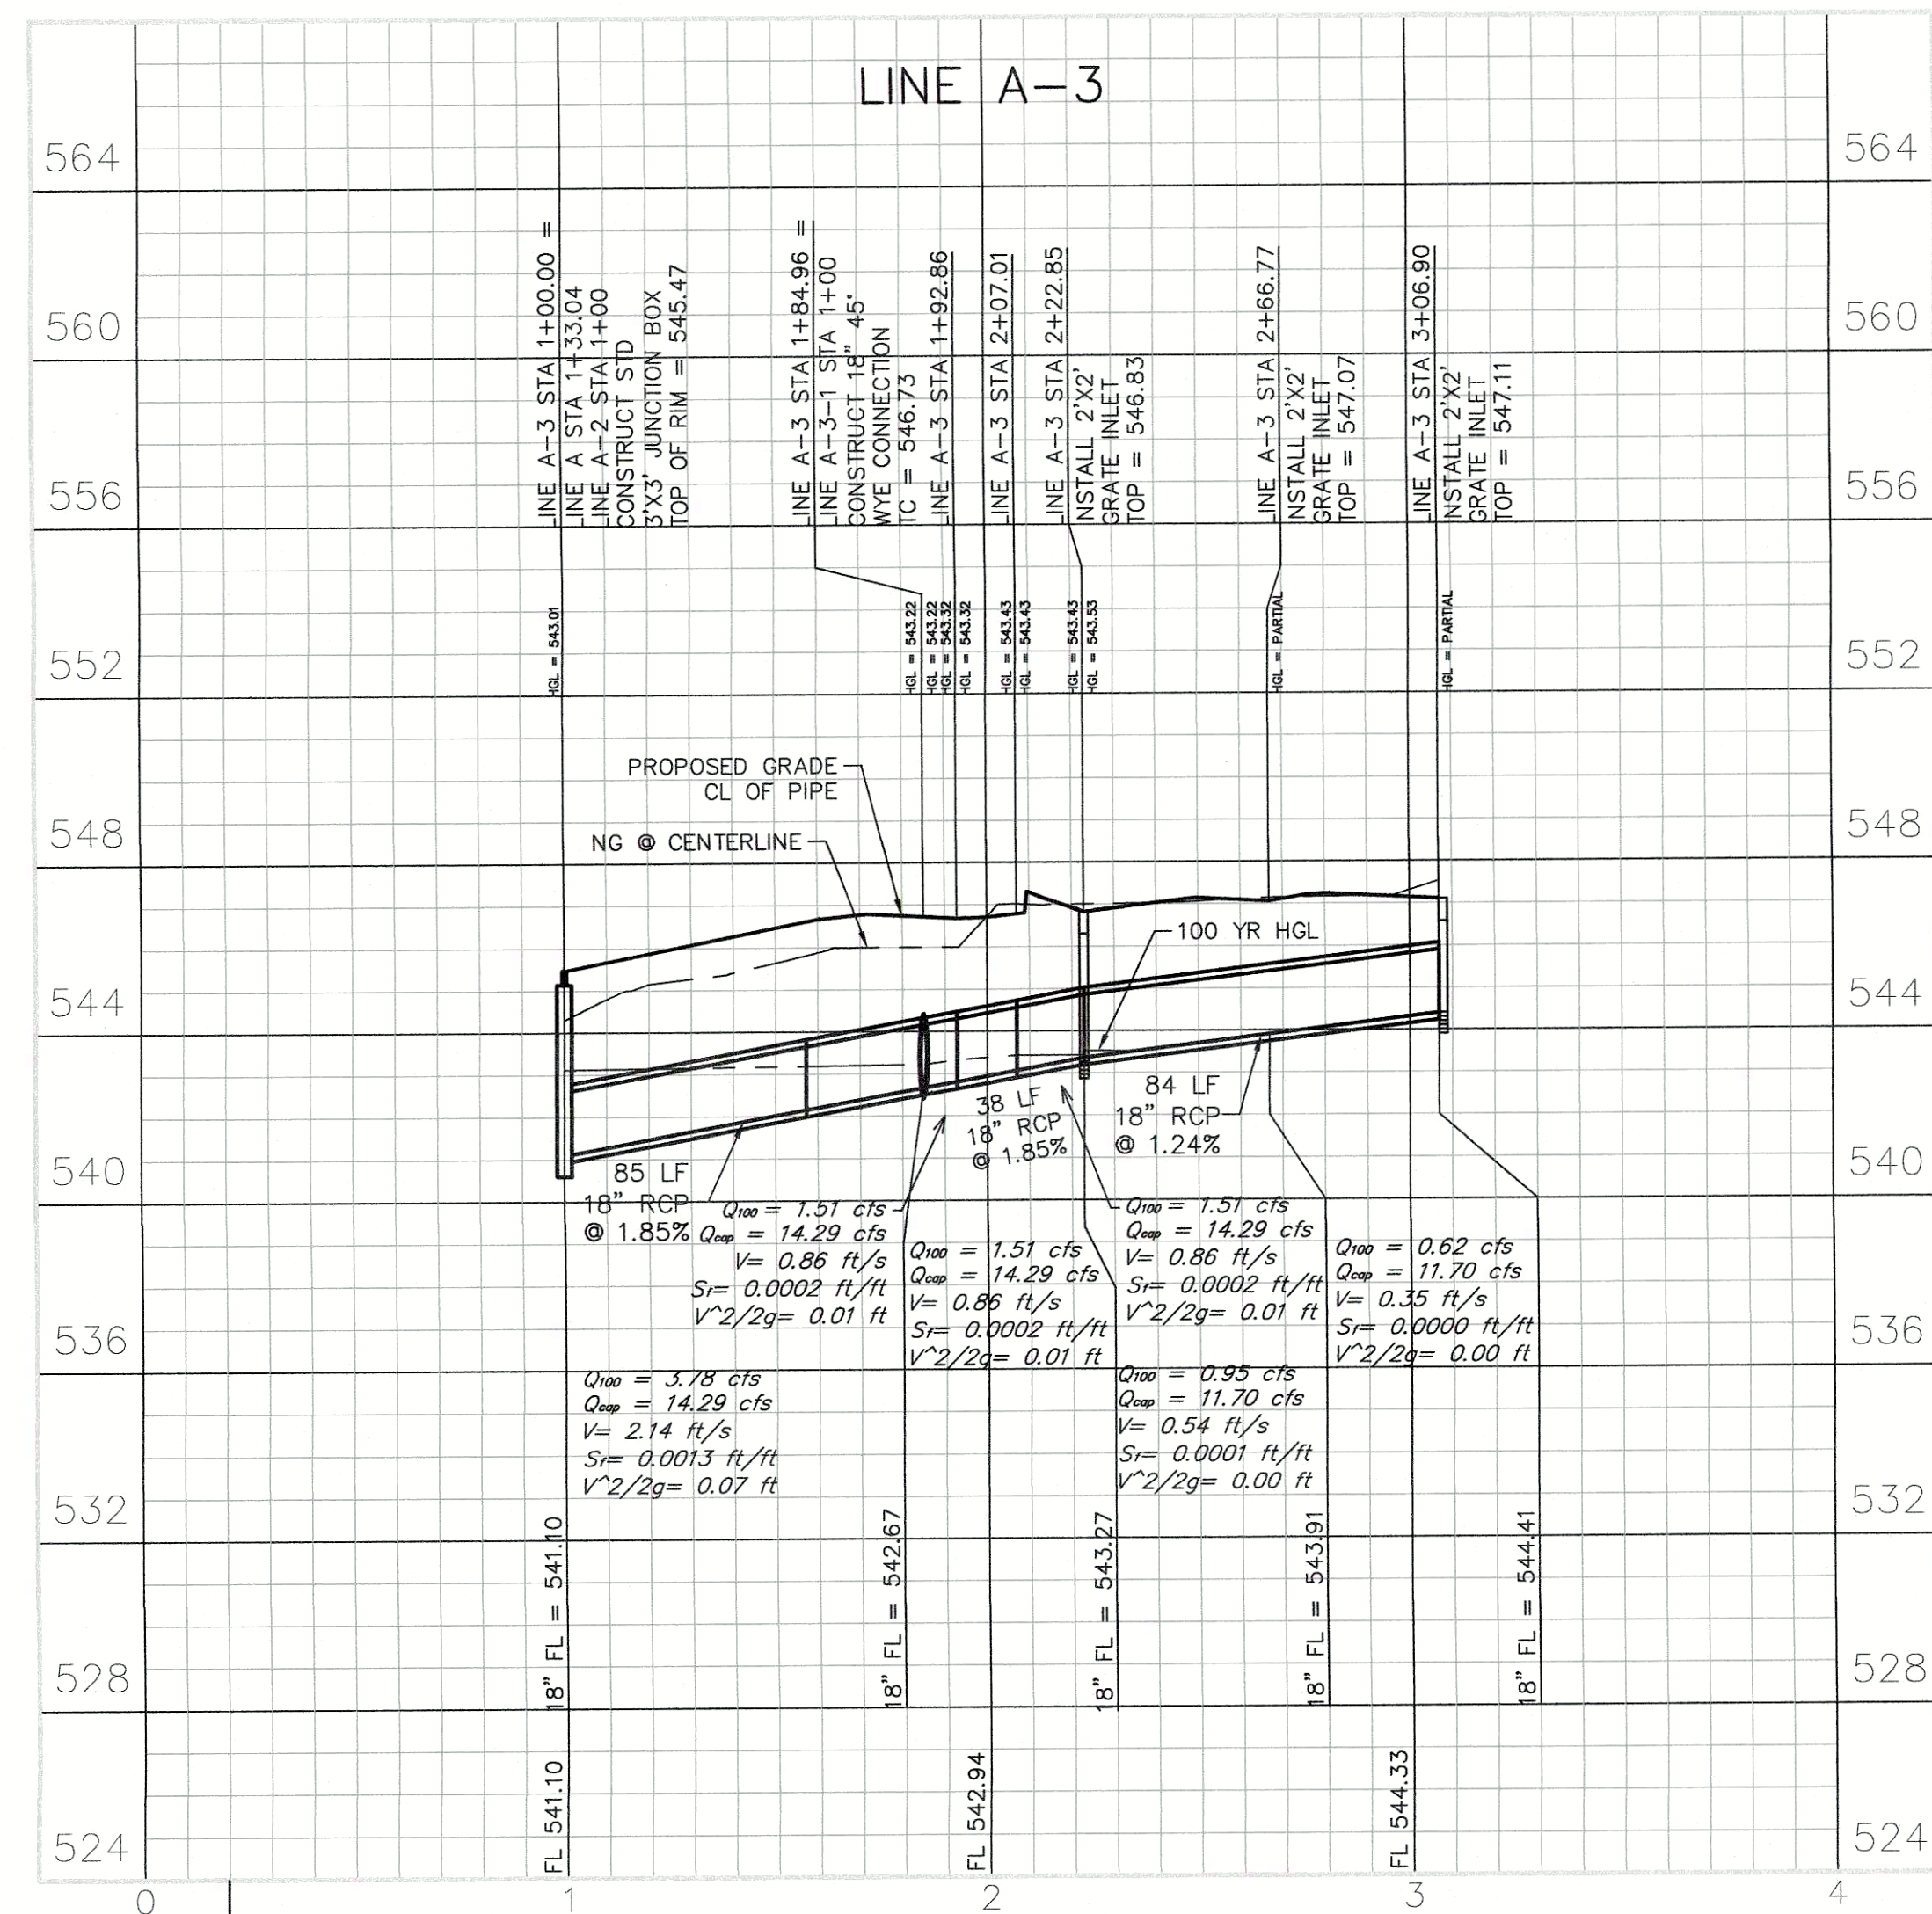 LINE A-3
564
564
560
560
556
556
552
552
548
548
544
544
540
540
536
536
532
532
528
528
524
524
LINE A-3 STA 1+00.00 =
LINE A STA 1+33.04
LINE A-2 STA 1+00
CONSTRUCT STD
3'X3' JUNCTION BOX
TOP OF RIM = 545.47
LINE A-3 STA 1+84.96 =
LINE A-3-1 STA 1+00
CONSTRUCT 18" 45°
WYE CONNECTION
TC = 546.73
LINE A-3 STA 1+92.86
LINE A-3 STA 2+07.01
LINE A-3 STA 2+22.85
INSTALL 2'X2'
GRATE INLET
TOP = 546.83
LINE A-3 STA 2+66.77
INSTALL 2'X2'
GRATE INLET
TOP = 547.07
LINE A-3 STA 3+06.90
INSTALL 2'X2'
GRATE INLET
TOP = 547.11
HGL = 543.01
HGL = 543.22
HGL = 543.22
HGL = 543.32
HGL = 543.32
HGL = 543.43
HGL = 543.43
HGL = 543.43
HGL = 543.53
HGL = PARTIAL
HGL = PARTIAL
PROPOSED GRADE
CL OF PIPE
NG @ CENTERLINE
100 YR HGL
85 LF
18" RCP
@ 1.85%
38 LF
18" RCP
@ 1.85%
84 LF
18" RCP
@ 1.24%
Q100 = 1.51 cfs
Qcap = 14.29 cfs
V= 0.86 ft/s
Sf= 0.0002 ft/ft
V^2/2g= 0.01 ft
Q100 = 1.51 cfs
Qcap = 14.29 cfs
V= 0.86 ft/s
Sf= 0.0002 ft/ft
V^2/2g= 0.01 ft
Q100 = 1.51 cfs
Qcap = 14.29 cfs
V= 0.86 ft/s
Sf= 0.0002 ft/ft
V^2/2g= 0.01 ft
Q100 = 0.62 cfs
Qcap = 11.70 cfs
V= 0.35 ft/s
Sf= 0.0000 ft/ft
V^2/2g= 0.00 ft
Q100 = 3.78 cfs
Qcap = 14.29 cfs
V= 2.14 ft/s
Sf= 0.0013 ft/ft
V^2/2g= 0.07 ft
Q100 = 0.95 cfs
Qcap = 11.70 cfs
V= 0.54 ft/s
Sf= 0.0001 ft/ft
V^2/2g= 0.00 ft
18" FL = 541.10
18" FL = 542.67
18" FL = 543.27
18" FL = 543.91
18" FL = 544.41
FL 541.10
FL 542.94
FL 544.33
0
1
2
3
4